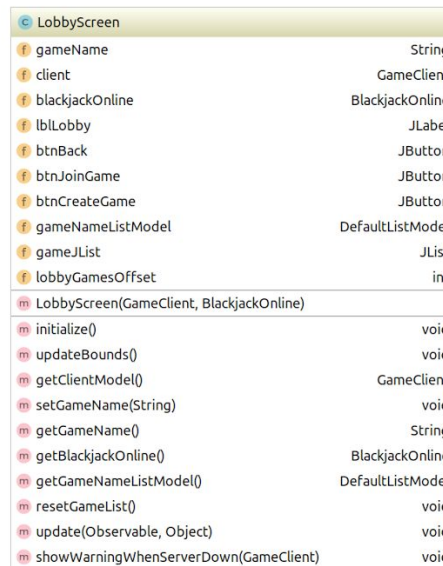 C LobbyScreen
f gameName Strin
f client GameClien
f blackjackOnline BlackjackOnlin
f lblLobby JLabe
f btnBack JButto
f btnJoinGame JButto
f btnCreateGame JButto
f gameNameListModel DefaultListMode
f gameJList JLis
f lobbyGamesOffset in
m LobbyScreen(GameClient, BlackjackOnline)
m initialize() voi
m updateBounds() voi
m getClientModel() GameClien
m setGameName(String) voi
m getGameName() Strin
m getBlackjackOnline() BlackjackOnlin
m getGameNameListModel() DefaultListMode
m resetGameList() voi
m update(Observable, Object) voi
m showWarningWhenServerDown(GameClient) voi